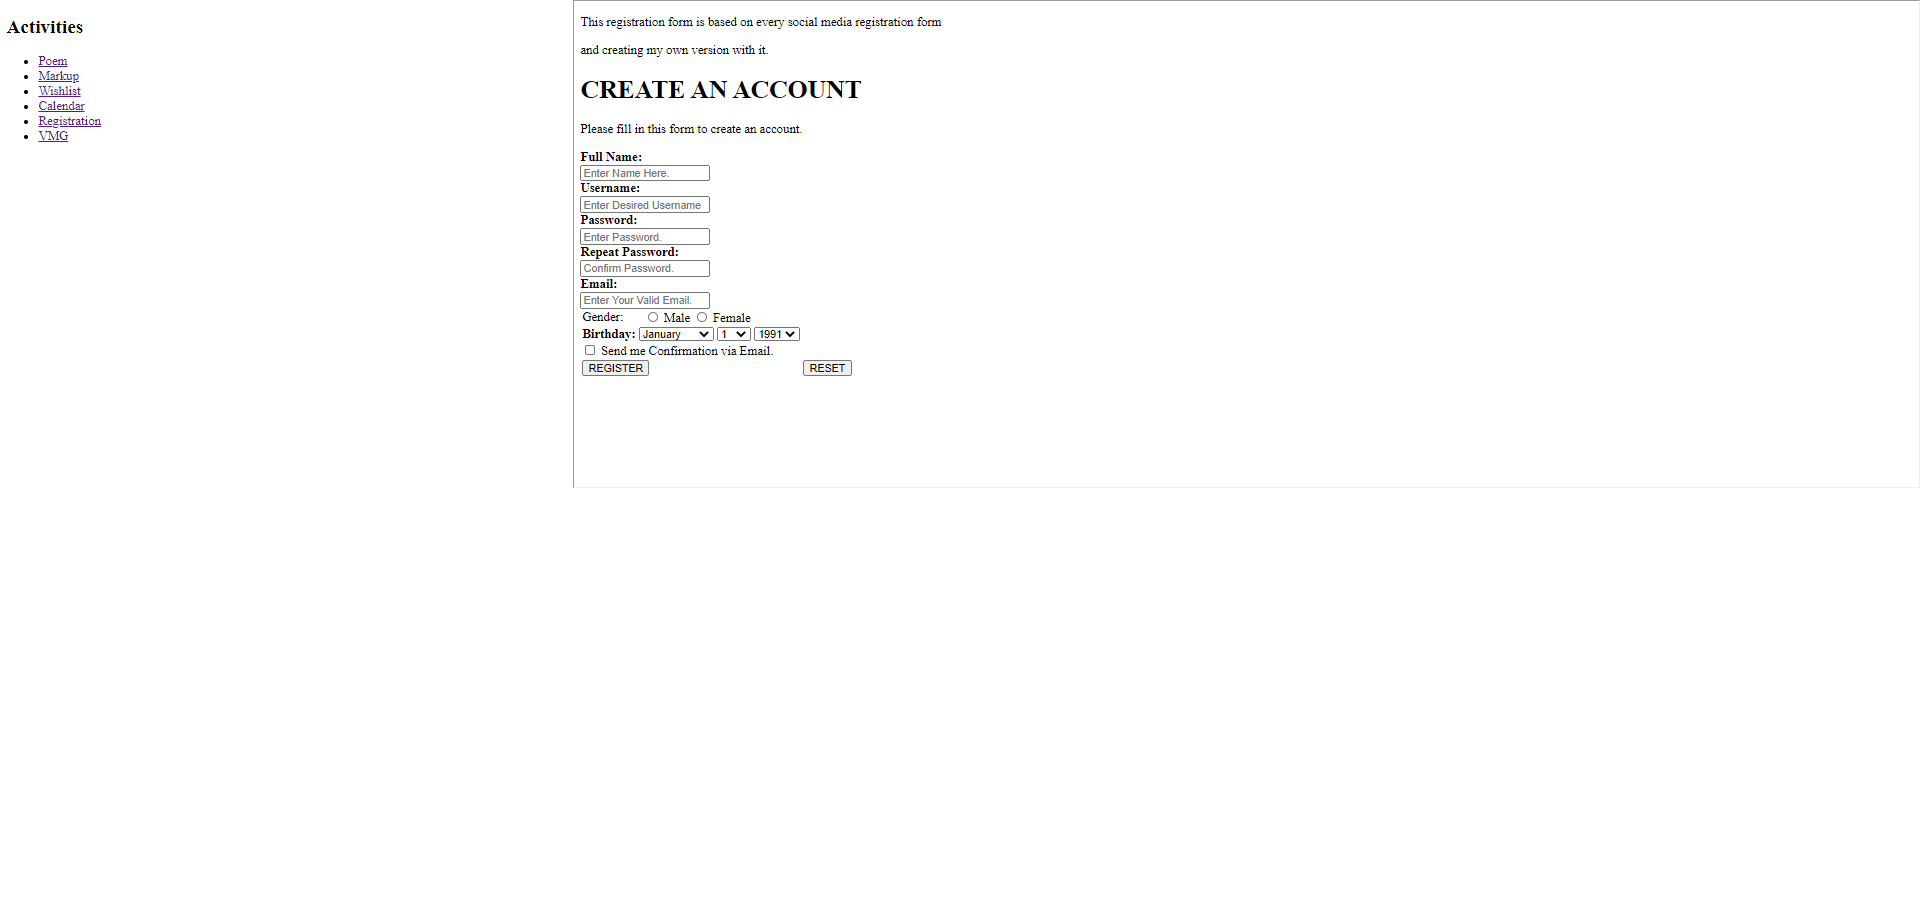 Activities
Poem
Markup
Wishlist
Calendar
Registration
VMG
This registration form is based on every social media registration form
and creating my own version with it.
CREATE AN ACCOUNT
Please fill in this form to create an account.
Full Name:
Enter Name Here.
Username:
Enter Desired Username
Password:
Enter Password.
Repeat Password:
Confirm Password.
Email:
Enter Your Valid Email.
Gender: Male Female
Birthday: January 1 1991
Send me Confirmation via Email.
REGISTER RESET